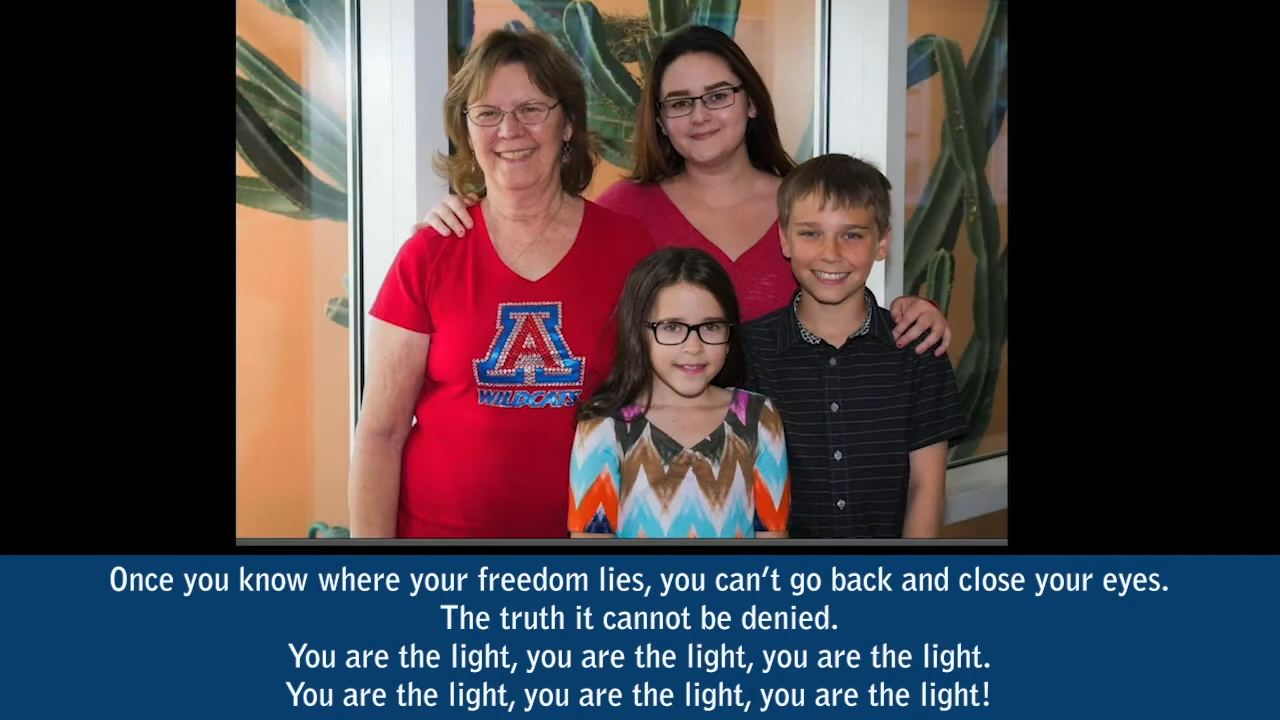 A
WILDCATS
Once you know where your freedom lies, you can't go back and close your eyes.
The truth it cannot be denied.
You are the light, you are the light, you are the light.
You are the light, you are the light, you are the light!